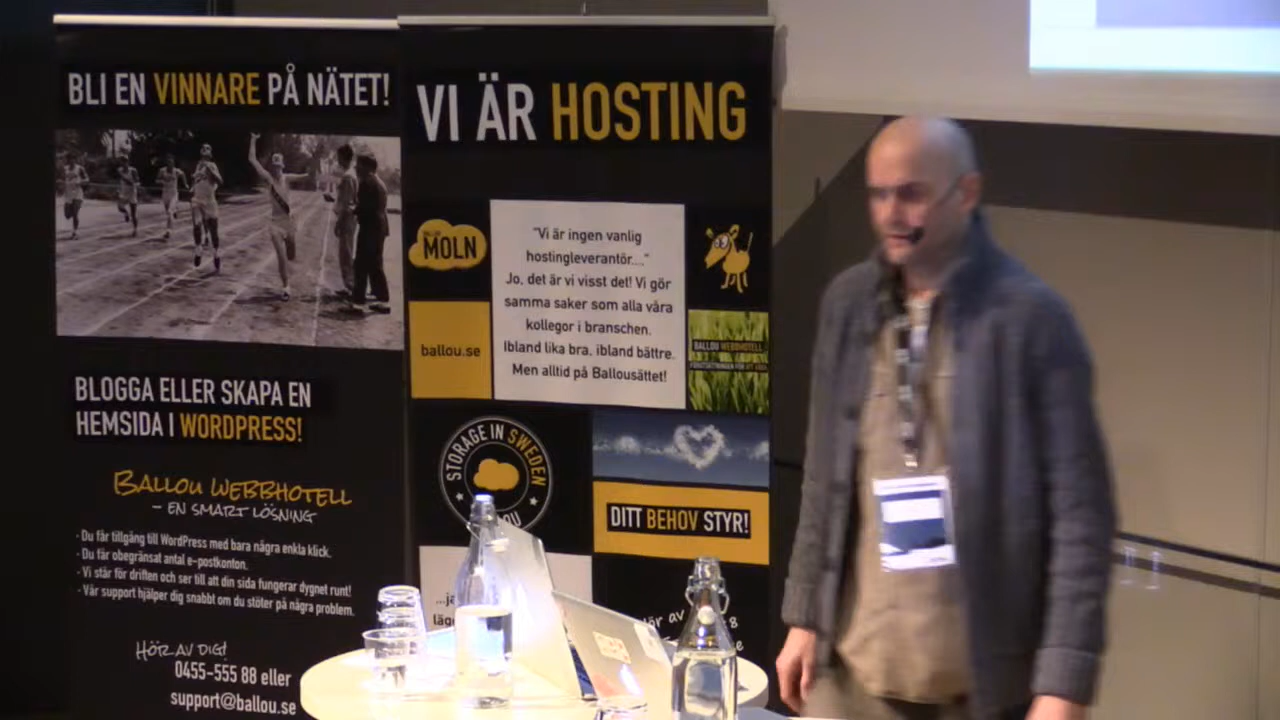 BLI EN VINNARE PÅ NÄTET!
BLOGGA ELLER SKAPA EN
HEMSIDA I WORDPRESS!
BALLOU WEBBHOTELL
– EN SMART LÖSNING
· Du får tillgång till WordPress med bara några enkla klick.
· Du får obegränsat antal e-postkonton.
· Vi står för driften och ser till att din sida fungerar dygnet runt!
· Vår support hjälper dig snabbt om du stöter på några problem.
HÖR AV DIG!
0455-555 88 eller
support@ballou.se
VI ÄR HOSTING
BALLOU
MOLN
"Vi är ingen vanlig
hostingleverantör...."
Jo, det är vi visst det! Vi gör
samma saker som alla våra
kollegor i branschen.
Ibland lika bra, ibland bättre.
Men alltid på Ballousättet!
ballou.se
BALLOU WEBBHOTELL
FÖRUTSÄTTNINGEN FÖR ATT VÄXA
STORAGE IN SWEDEN
DITT BEHOV STYR!